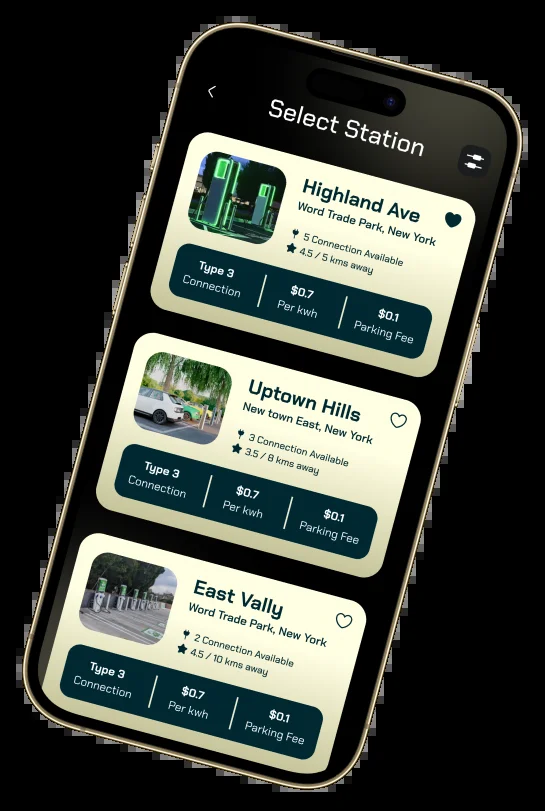 Select Station
Highland Ave
Word Trade Park, New York
5 Connection Available
4.5 / 5 kms away
Type 3
Connection
$0.7
Per kwh
$0.1
Parking Fee
Uptown Hills
New town East, New York
3 Connection Available
3.5 / 8 kms away
Type 3
Connection
$0.7
Per kwh
$0.1
Parking Fee
East Vally
Word Trade Park, New York
2 Connection Available
4.5 / 10 kms away
Type 3
Connection
$0.7
Per kwh
$0.1
Parking Fee